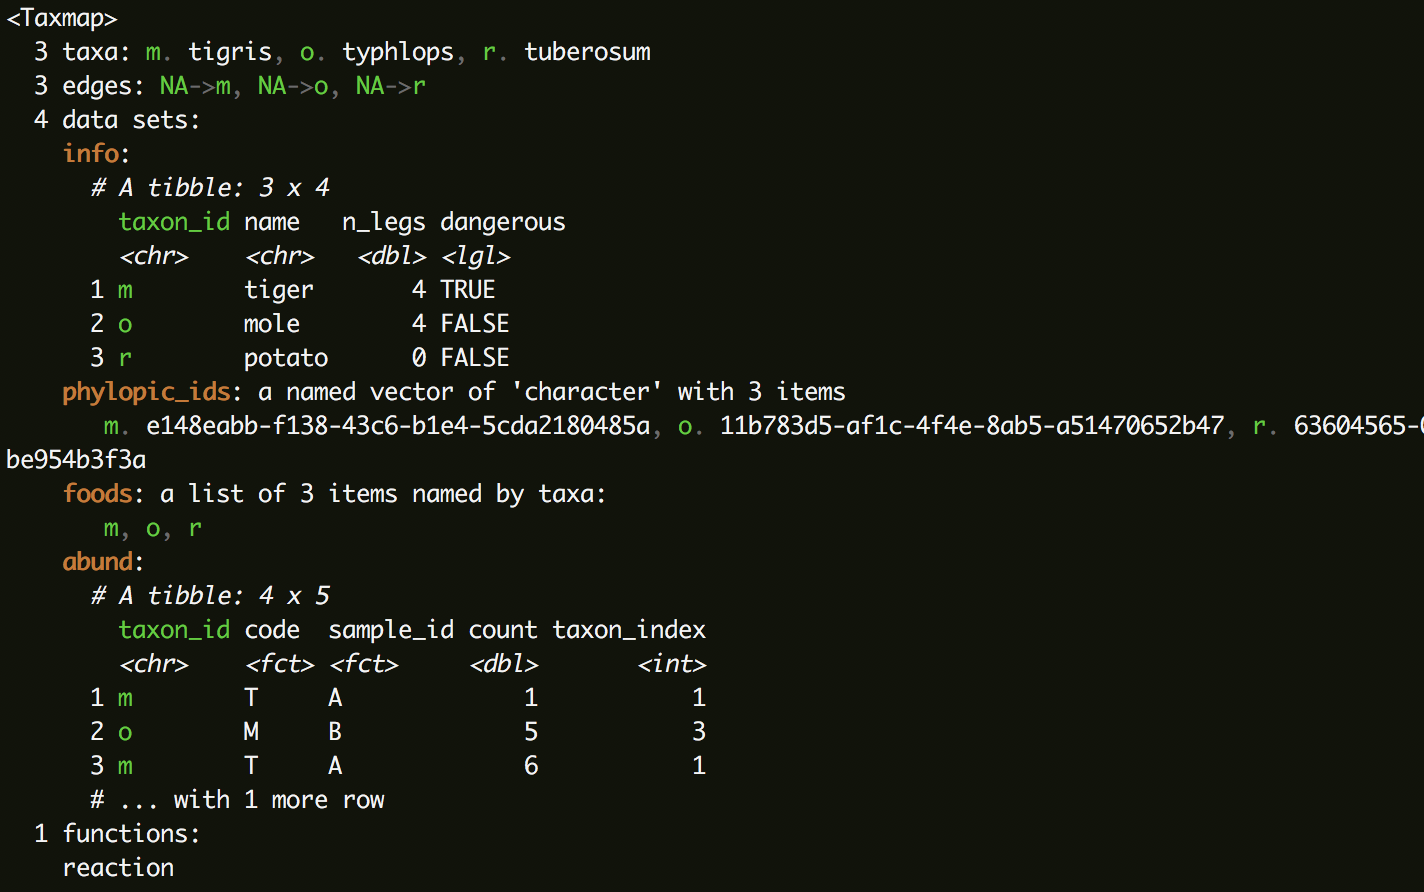 <Taxmap>
  3 taxa: m. tigris, o. typhlops, r. tuberosum
  3 edges: NA->m, NA->o, NA->r
  4 data sets:
    info:
      # A tibble: 3 x 4
        taxon_id name   n_legs dangerous
        <chr>    <chr>   <dbl> <lgl>
      1 m        tiger       4 TRUE
      2 o        mole        4 FALSE
      3 r        potato      0 FALSE
    phylopic_ids: a named vector of 'character' with 3 items
       m. e148eabb-f138-43c6-b1e4-5cda2180485a, o. 11b783d5-af1c-4f4e-8ab5-a51470652b47, r. 63604565-
be954b3f3a
    foods: a list of 3 items named by taxa:
       m, o, r
    abund:
      # A tibble: 4 x 5
        taxon_id code  sample_id count taxon_index
        <chr>    <fct> <fct>     <dbl>       <int>
      1 m        T     A             1           1
      2 o        M     B             5           3
      3 m        T     A             6           1
      # ... with 1 more row
  1 functions:
    reaction